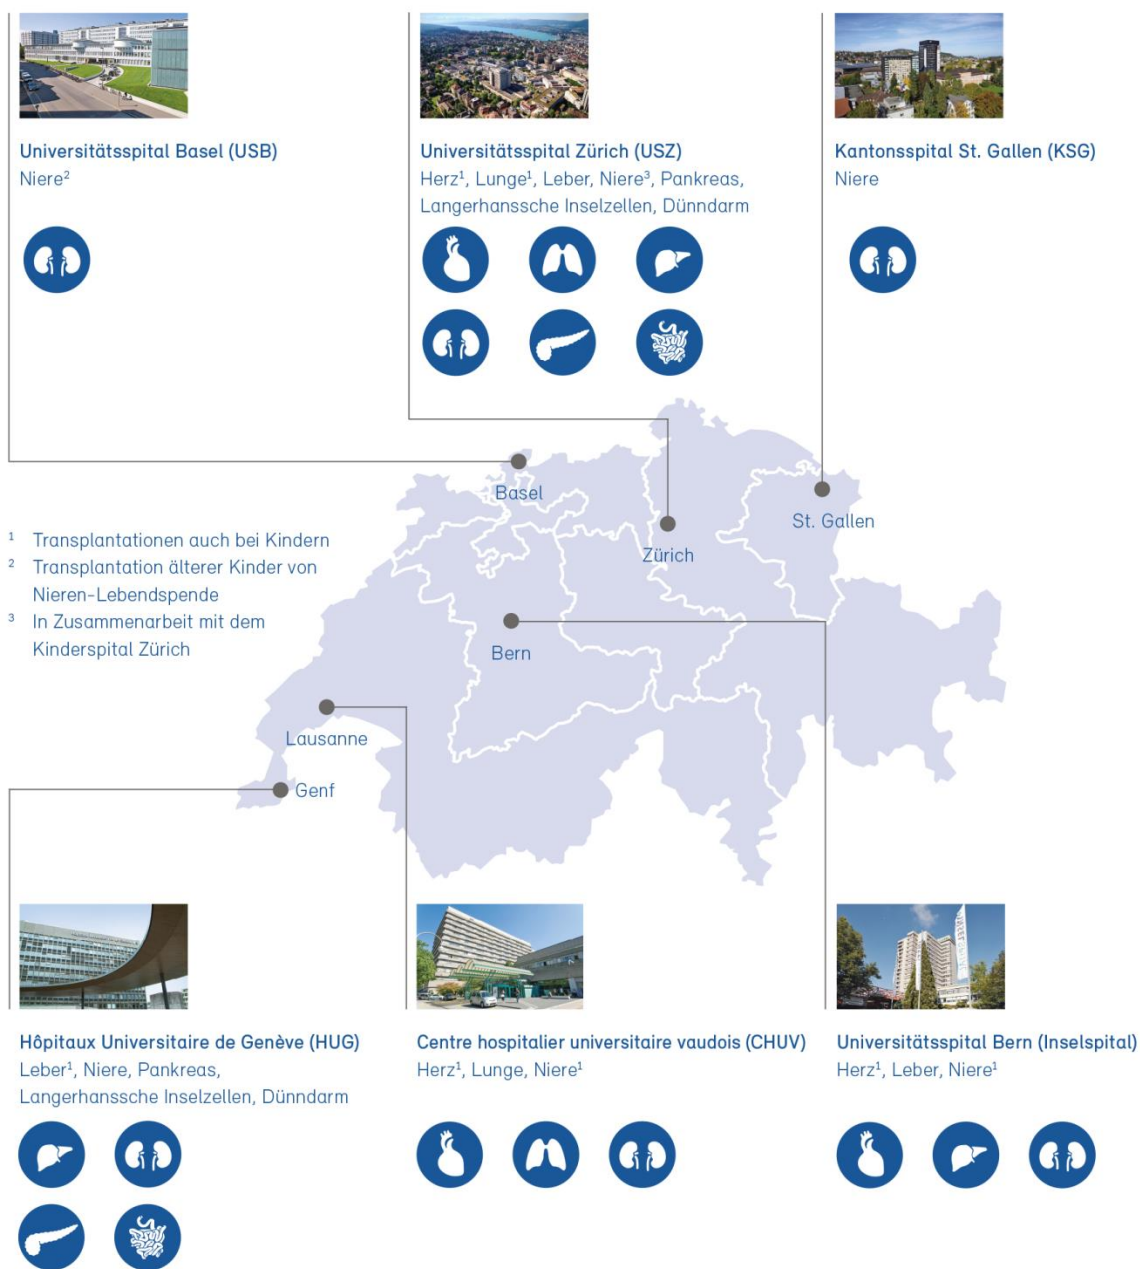 Universitätsspital Basel (USB)
Niere²
Universitätsspital Zürich (USZ)
Herz¹, Lunge¹, Leber, Niere³, Pankreas,
Langerhanssche Inselzellen, Dünndarm
Kantonsspital St. Gallen (KSG)
Niere
Basel
St. Gallen
Zürich
¹ Transplantationen auch bei Kindern
² Transplantation älterer Kinder von
Nieren-Lebendspende
³ In Zusammenarbeit mit dem
Kinderspital Zürich
Bern
Lausanne
Genf
Hôpitaux Universitaire de Genève (HUG)
Leber¹, Niere, Pankreas,
Langerhanssche Inselzellen, Dünndarm
Centre hospitalier universitaire vaudois (CHUV)
Herz¹, Lunge, Niere¹
Universitätsspital Bern (Inselspital)
Herz¹, Leber, Niere¹